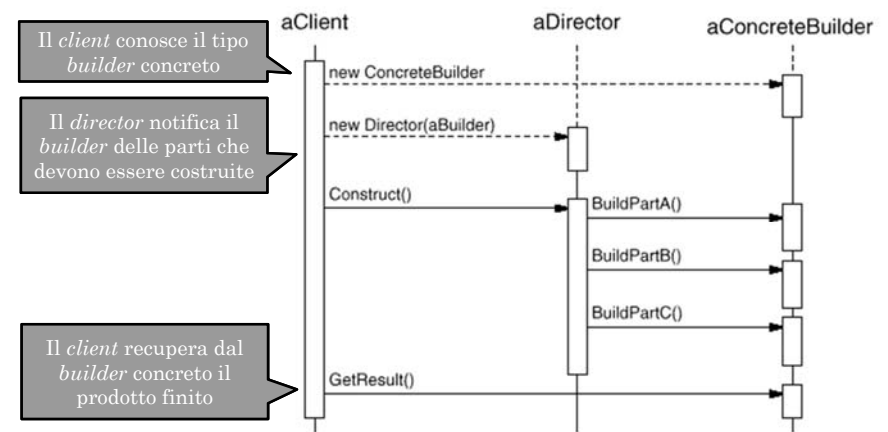 aClient
aDirector
aConcreteBuilder
Il client conosce il tipo
builder concreto
new ConcreteBuilder
Il director notifica il
builder delle parti che
devono essere costruite
new Director(aBuilder)
Construct()
BuildPartA()
BuildPartB()
BuildPartC()
Il client recupera dal
builder concreto il
prodotto finito
GetResult()